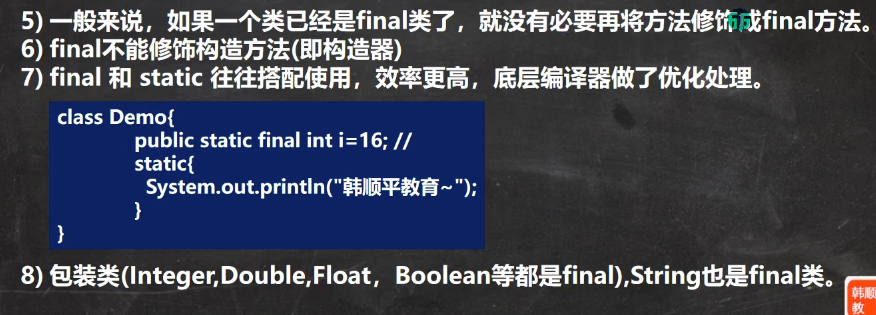 5) 一般来说，如果一个类已经是final类了，就没有必要再将方法修饰成final方法。
6) final不能修饰构造方法(即构造器)
7) final 和 static 往往搭配使用，效率更高，底层编译器做了优化处理。
class Demo{
public static final int i=16; //
static{
System.out.println("韩顺平教育~");
}
}
8) 包装类(Integer,Double,Float，Boolean等都是final),String也是final类。
韩顺
教